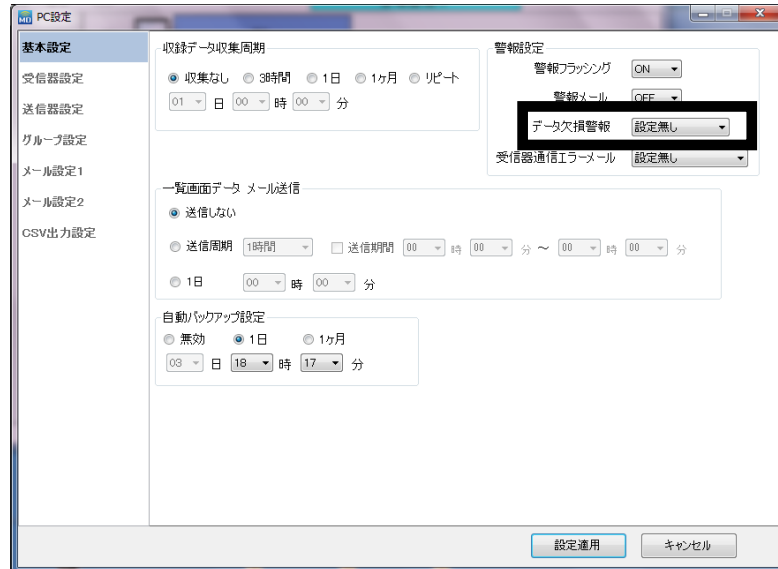 MD PC設定
基本設定
受信器設定
送信器設定
グループ設定
メール設定1
メール設定2
CSV出力設定
収録データ収集周期
収集なし 3時間 1日 1ヶ月 リピート
01 日 00 時 00 分
警報設定
警報フラッシング ON
警報メール OFF
データ欠損警報 設定無し
受信器通信エラーメール 設定無し
一覧画面データ メール送信
送信しない
送信周期 1時間 送信期間 00 時 00 分 ～ 00 時 00 分
1日 00 時 00 分
自動バックアップ設定
無効 1日 1ヶ月
03 日 18 時 17 分
設定適用 キャンセル